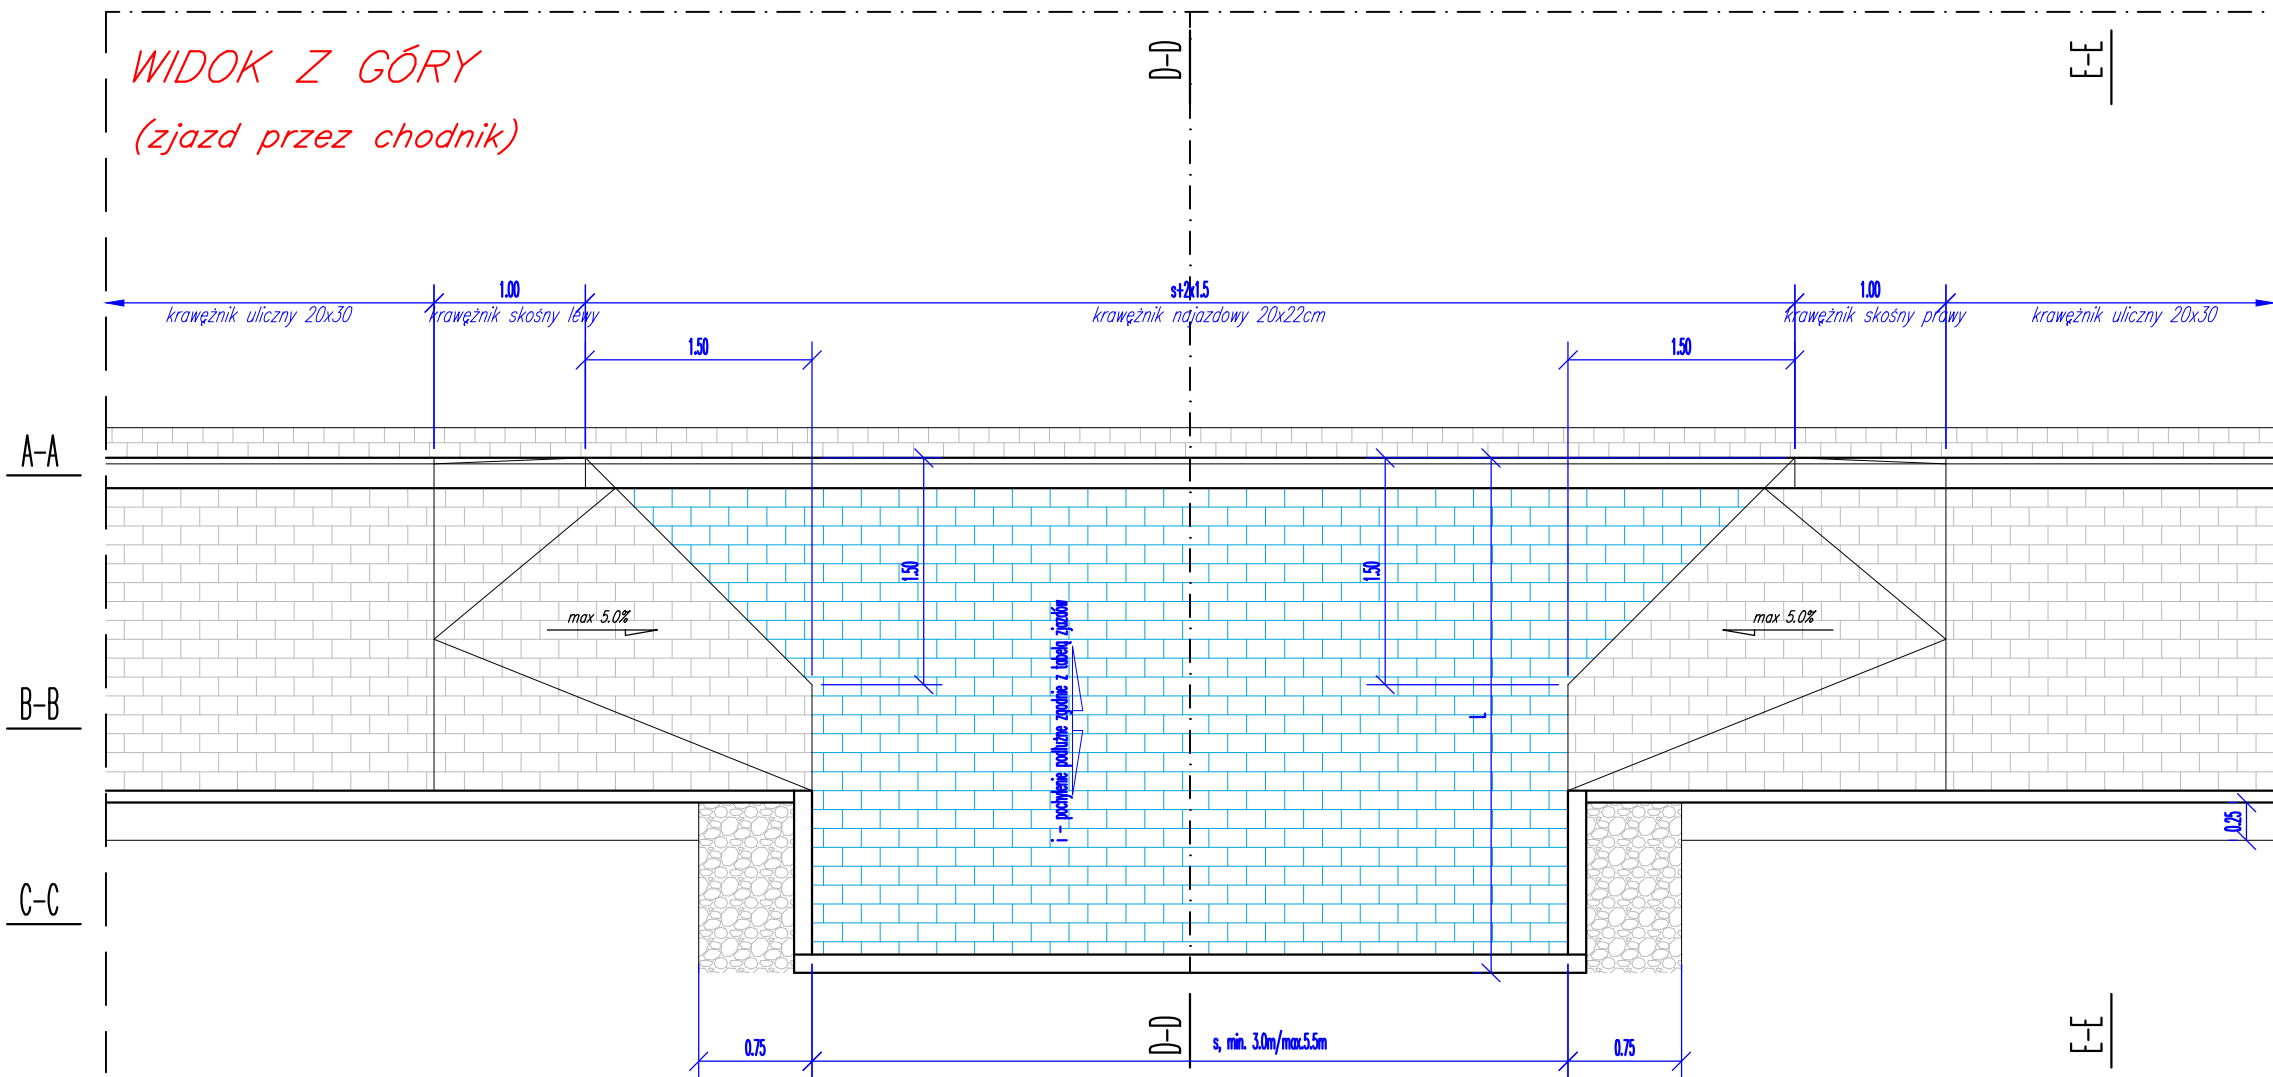 WIDOK Z GÓRY
(zjazd przez chodnik)
D-D
E-E
1.00
s+2x1.5
1.00
krawężnik uliczny 20x30
krawężnik skośny lewy
krawężnik najazdowy 20x22cm
krawężnik skośny prawy
krawężnik uliczny 20x30
1.50
1.50
A-A
1.50
1.50
max 5.0%
max 5.0%
i - pochylenie podłużne zgodnie z tabelą zjazdów
L
B-B
0.25
C-C
D-D
E-E
0.75
s, min. 3.0m/max.5.5m
0.75